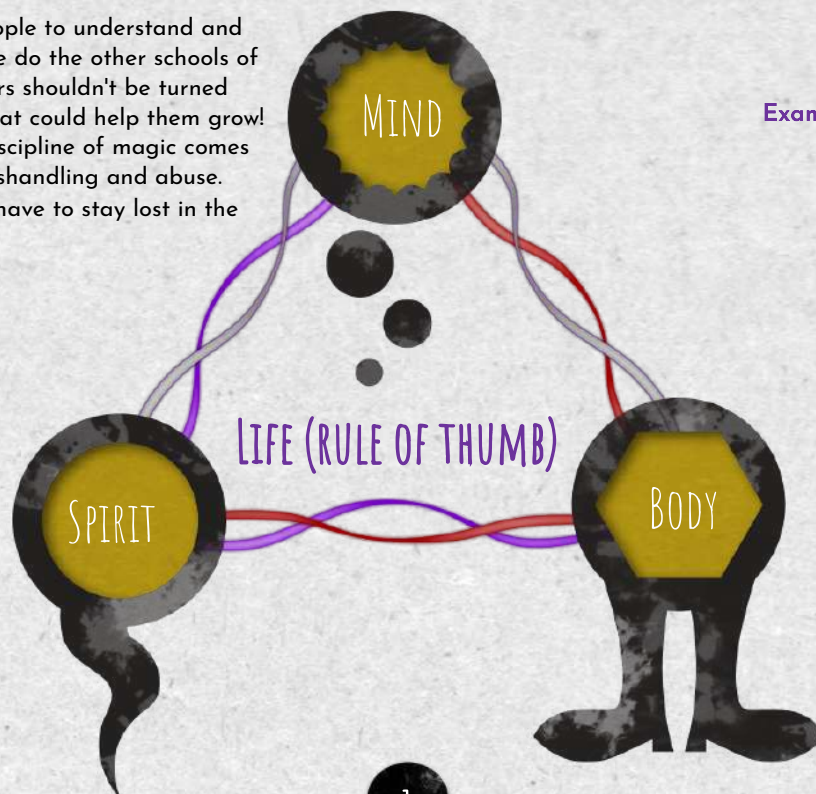 ople to understand and
e do the other schools of
rs shouldn't be turned
at could help them grow!
scipline of magic comes
shandling and abuse.
have to stay lost in the
Exam
Mind
Life (rule of thumb)
Spirit
Body